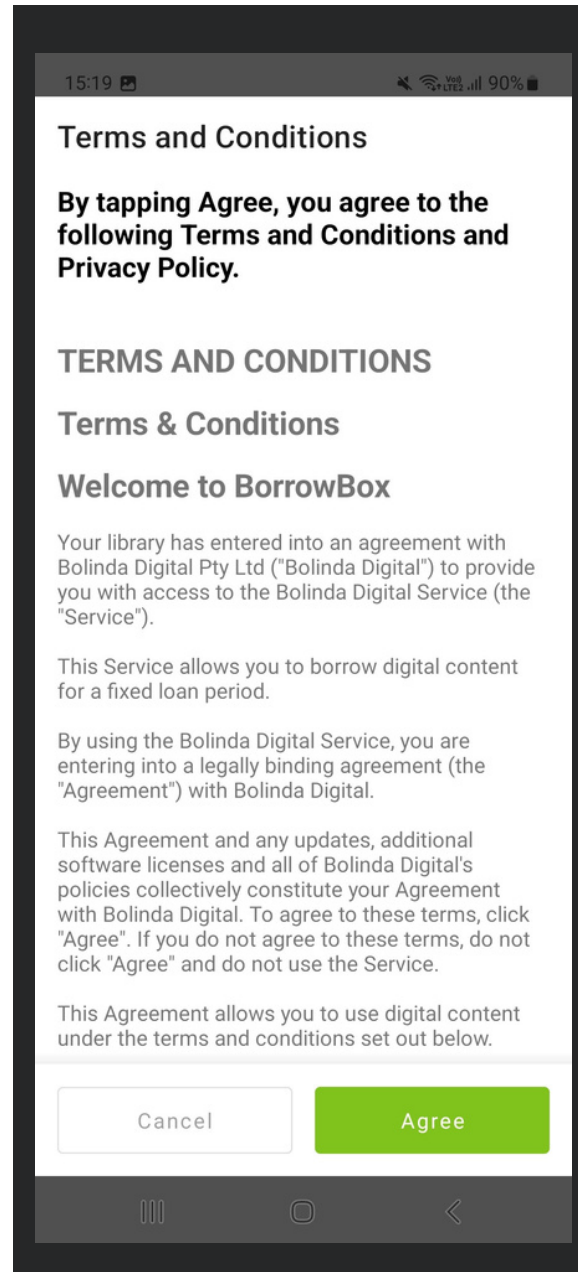 15:19
Vo)) LTE2 90%
Terms and Conditions
By tapping Agree, you agree to the
following Terms and Conditions and
Privacy Policy.
TERMS AND CONDITIONS
Terms & Conditions
Welcome to BorrowBox
Your library has entered into an agreement with
Bolinda Digital Pty Ltd ("Bolinda Digital") to provide
you with access to the Bolinda Digital Service (the
"Service").
This Service allows you to borrow digital content
for a fixed loan period.
By using the Bolinda Digital Service, you are
entering into a legally binding agreement (the
"Agreement") with Bolinda Digital.
This Agreement and any updates, additional
software licenses and all of Bolinda Digital's
policies collectively constitute your Agreement
with Bolinda Digital. To agree to these terms, click
"Agree". If you do not agree to these terms, do not
click "Agree" and do not use the Service.
This Agreement allows you to use digital content
under the terms and conditions set out below.
Cancel
Agree